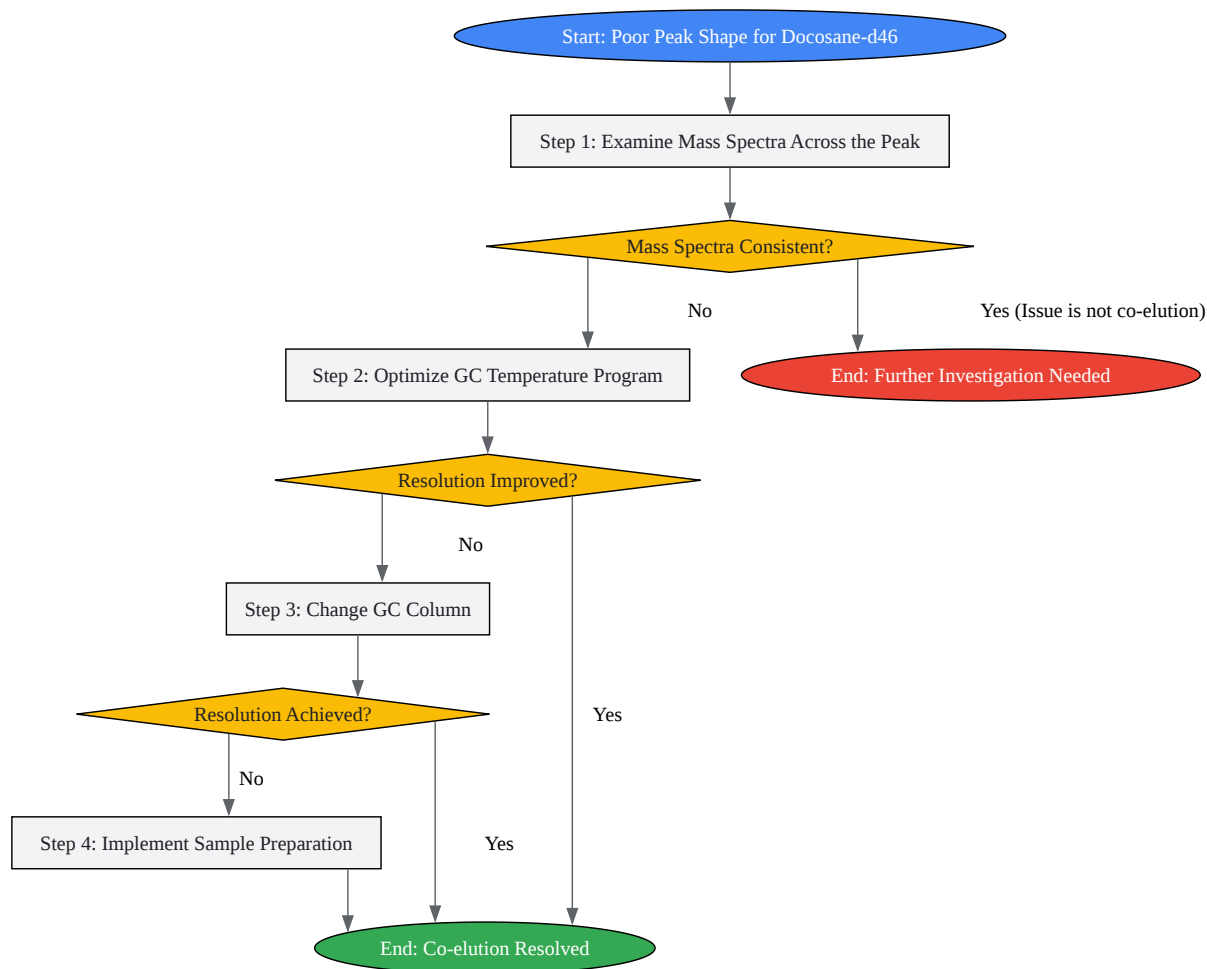 Start: Poor Peak Shape for Docosane-d46
Step 1: Examine Mass Spectra Across the Peak
Mass Spectra Consistent?
No
Yes (Issue is not co-elution)
Step 2: Optimize GC Temperature Program
End: Further Investigation Needed
Resolution Improved?
No
Step 3: Change GC Column
Resolution Achieved?
Yes
No
Step 4: Implement Sample Preparation
Yes
End: Co-elution Resolved